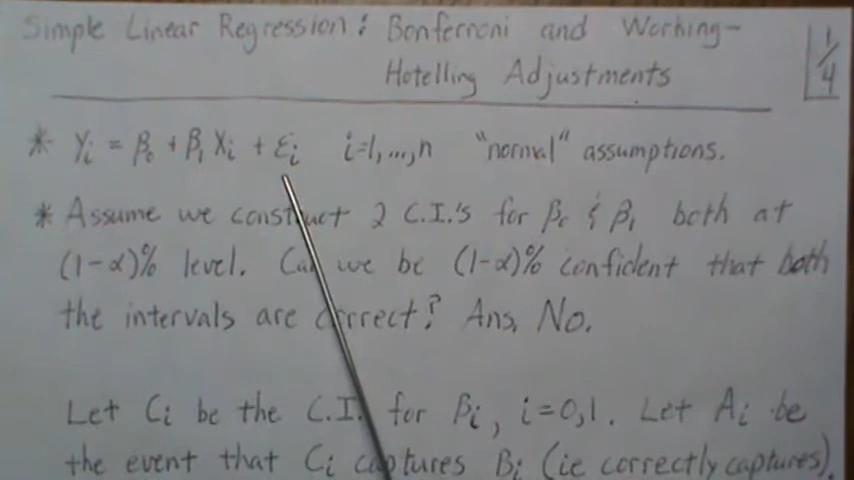 Simple Linear Regression: Bonferroni and Working-
Hotelling Adjustments
1/4
* Yi = β0 + β1 Xi + εi i=1,...,n "normal" assumptions.
* Assume we construct 2 C.I.'s for β0 & β1 both at
(1-α)% level. Can we be (1-α)% confident that both
the intervals are correct? Ans. No.
Let Ci be the C.I. for βi, i=0,1. Let Ai be
the event that Ci captures Bi (ie correctly captures).